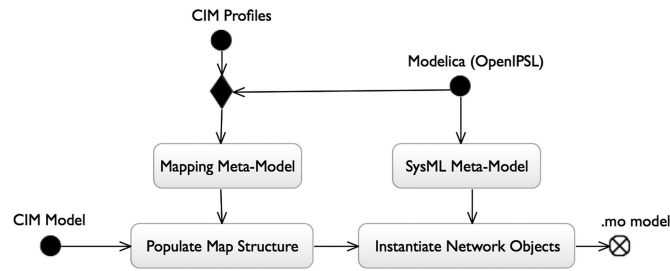 CIM Profiles
Modelica (OpenIPSL)
Mapping Meta-Model
SysML Meta-Model
CIM Model
.mo model
Populate Map Structure
Instantiate Network Objects